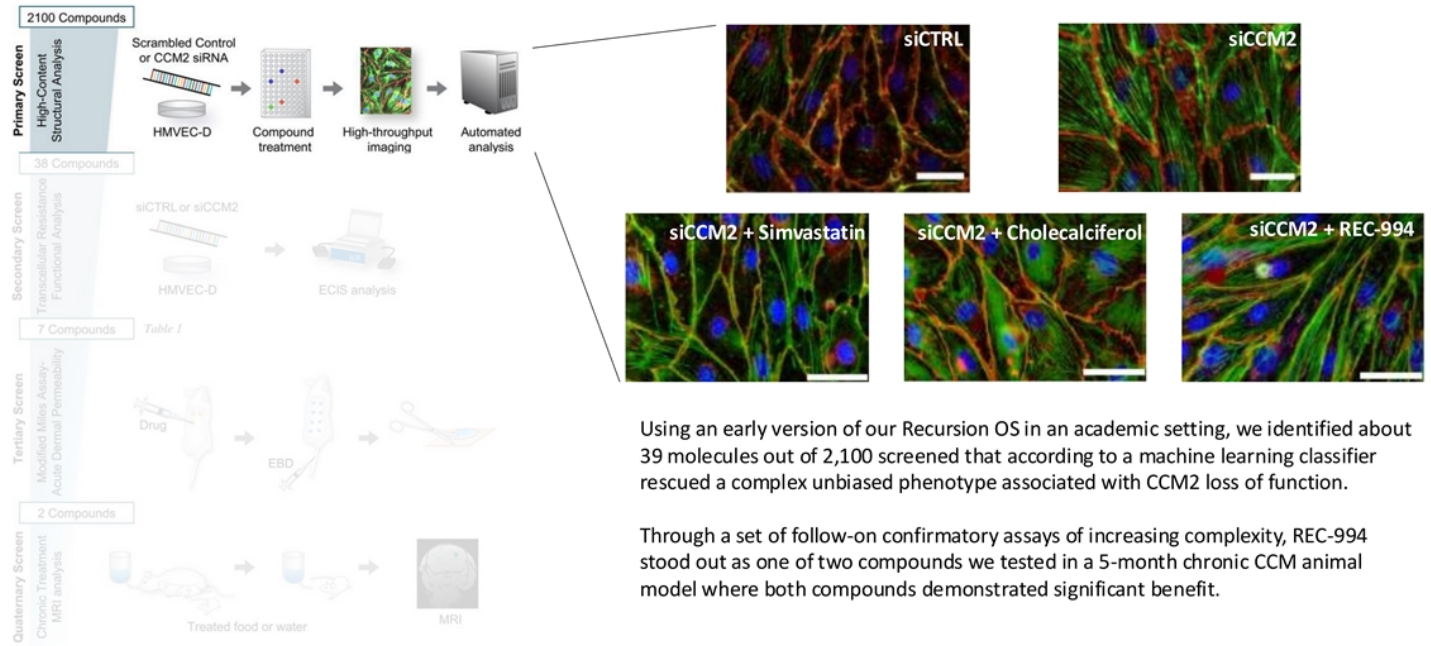 2100 Compounds
Primary Screen
High-Content
Structural Analysis
Scrambled Control
or CCM2 siRNA
HMVEC-D
Compound
treatment
High-throughput
imaging
Automated
analysis
siCTRL
siCCM2
siCCM2 + Simvastatin
siCCM2 + Cholecalciferol
siCCM2 + REC-994
38 Compounds
Secondary Screen
Transcellular Resistance
Functional Analysis
siCTRL or siCCM2
HMVEC-D
ECIS analysis
7 Compounds
Table 1
Tertiary Screen
Modified Miles Assay-
Acute Dermal Permeability
Drug
EBD
2 Compounds
Quaternary Screen
Chronic Treatment
MRI analysis
Treated food or water
MRI
Using an early version of our Recursion OS in an academic setting, we identified about
39 molecules out of 2,100 screened that according to a machine learning classifier
rescued a complex unbiased phenotype associated with CCM2 loss of function.
Through a set of follow-on confirmatory assays of increasing complexity, REC-994
stood out as one of two compounds we tested in a 5-month chronic CCM animal
model where both compounds demonstrated significant benefit.